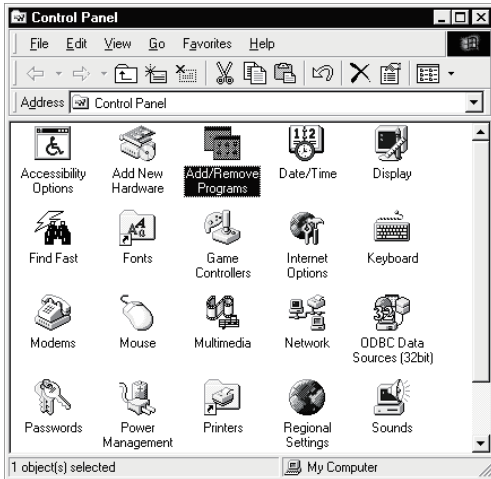 Control Panel
File Edit View Go Favorites Help
Address Control Panel
Accessibility Options
Add New Hardware
Add/Remove Programs
Date/Time
Display
Find Fast
Fonts
Game Controllers
Internet Options
Keyboard
Modems
Mouse
Multimedia
Network
ODBC Data Sources (32bit)
Passwords
Power Management
Printers
Regional Settings
Sounds
1 object(s) selected
My Computer